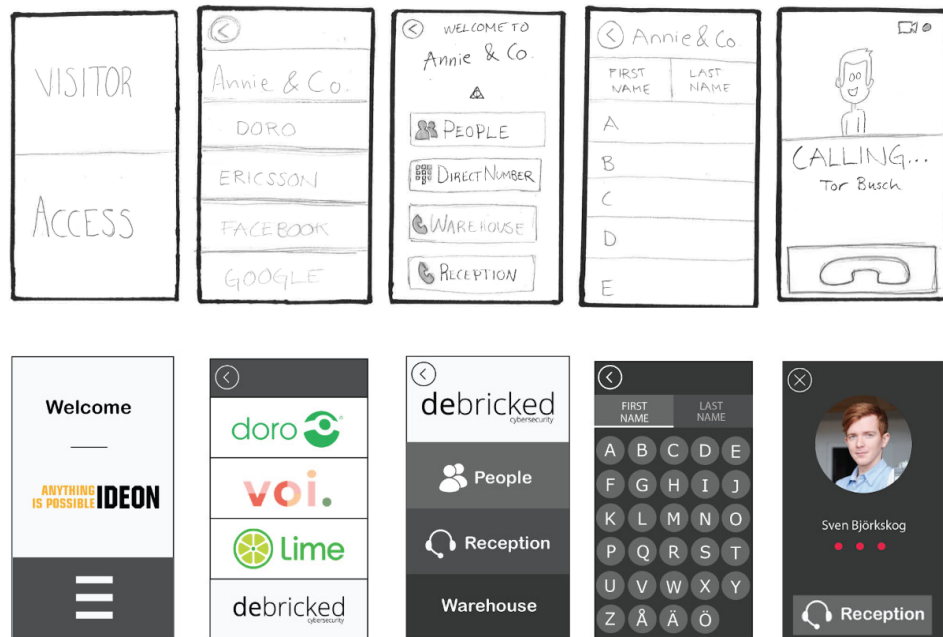 VISITOR
ACCESS
Annie & Co.
DORO
ERICSSON
FACEBOOK
GOOGLE
WELCOME TO
Annie & Co.
PEOPLE
DIRECT NUMBER
WAREHOUSE
RECEPTION
Annie & Co.
FIRST NAME
LAST NAME
A
B
C
D
E
CALLING...
Tor Busch
Welcome
ANYTHING
IS POSSIBLE IDEON
doro
voi.
Lime
debricked
cybersecurity
debricked
cybersecurity
People
Reception
Warehouse
FIRST NAME
LAST NAME
A B C D E
F G H I J
K L M N O
P Q R S T
U V W X Y
Z Å Ä Ö
Sven Björkskog
Reception